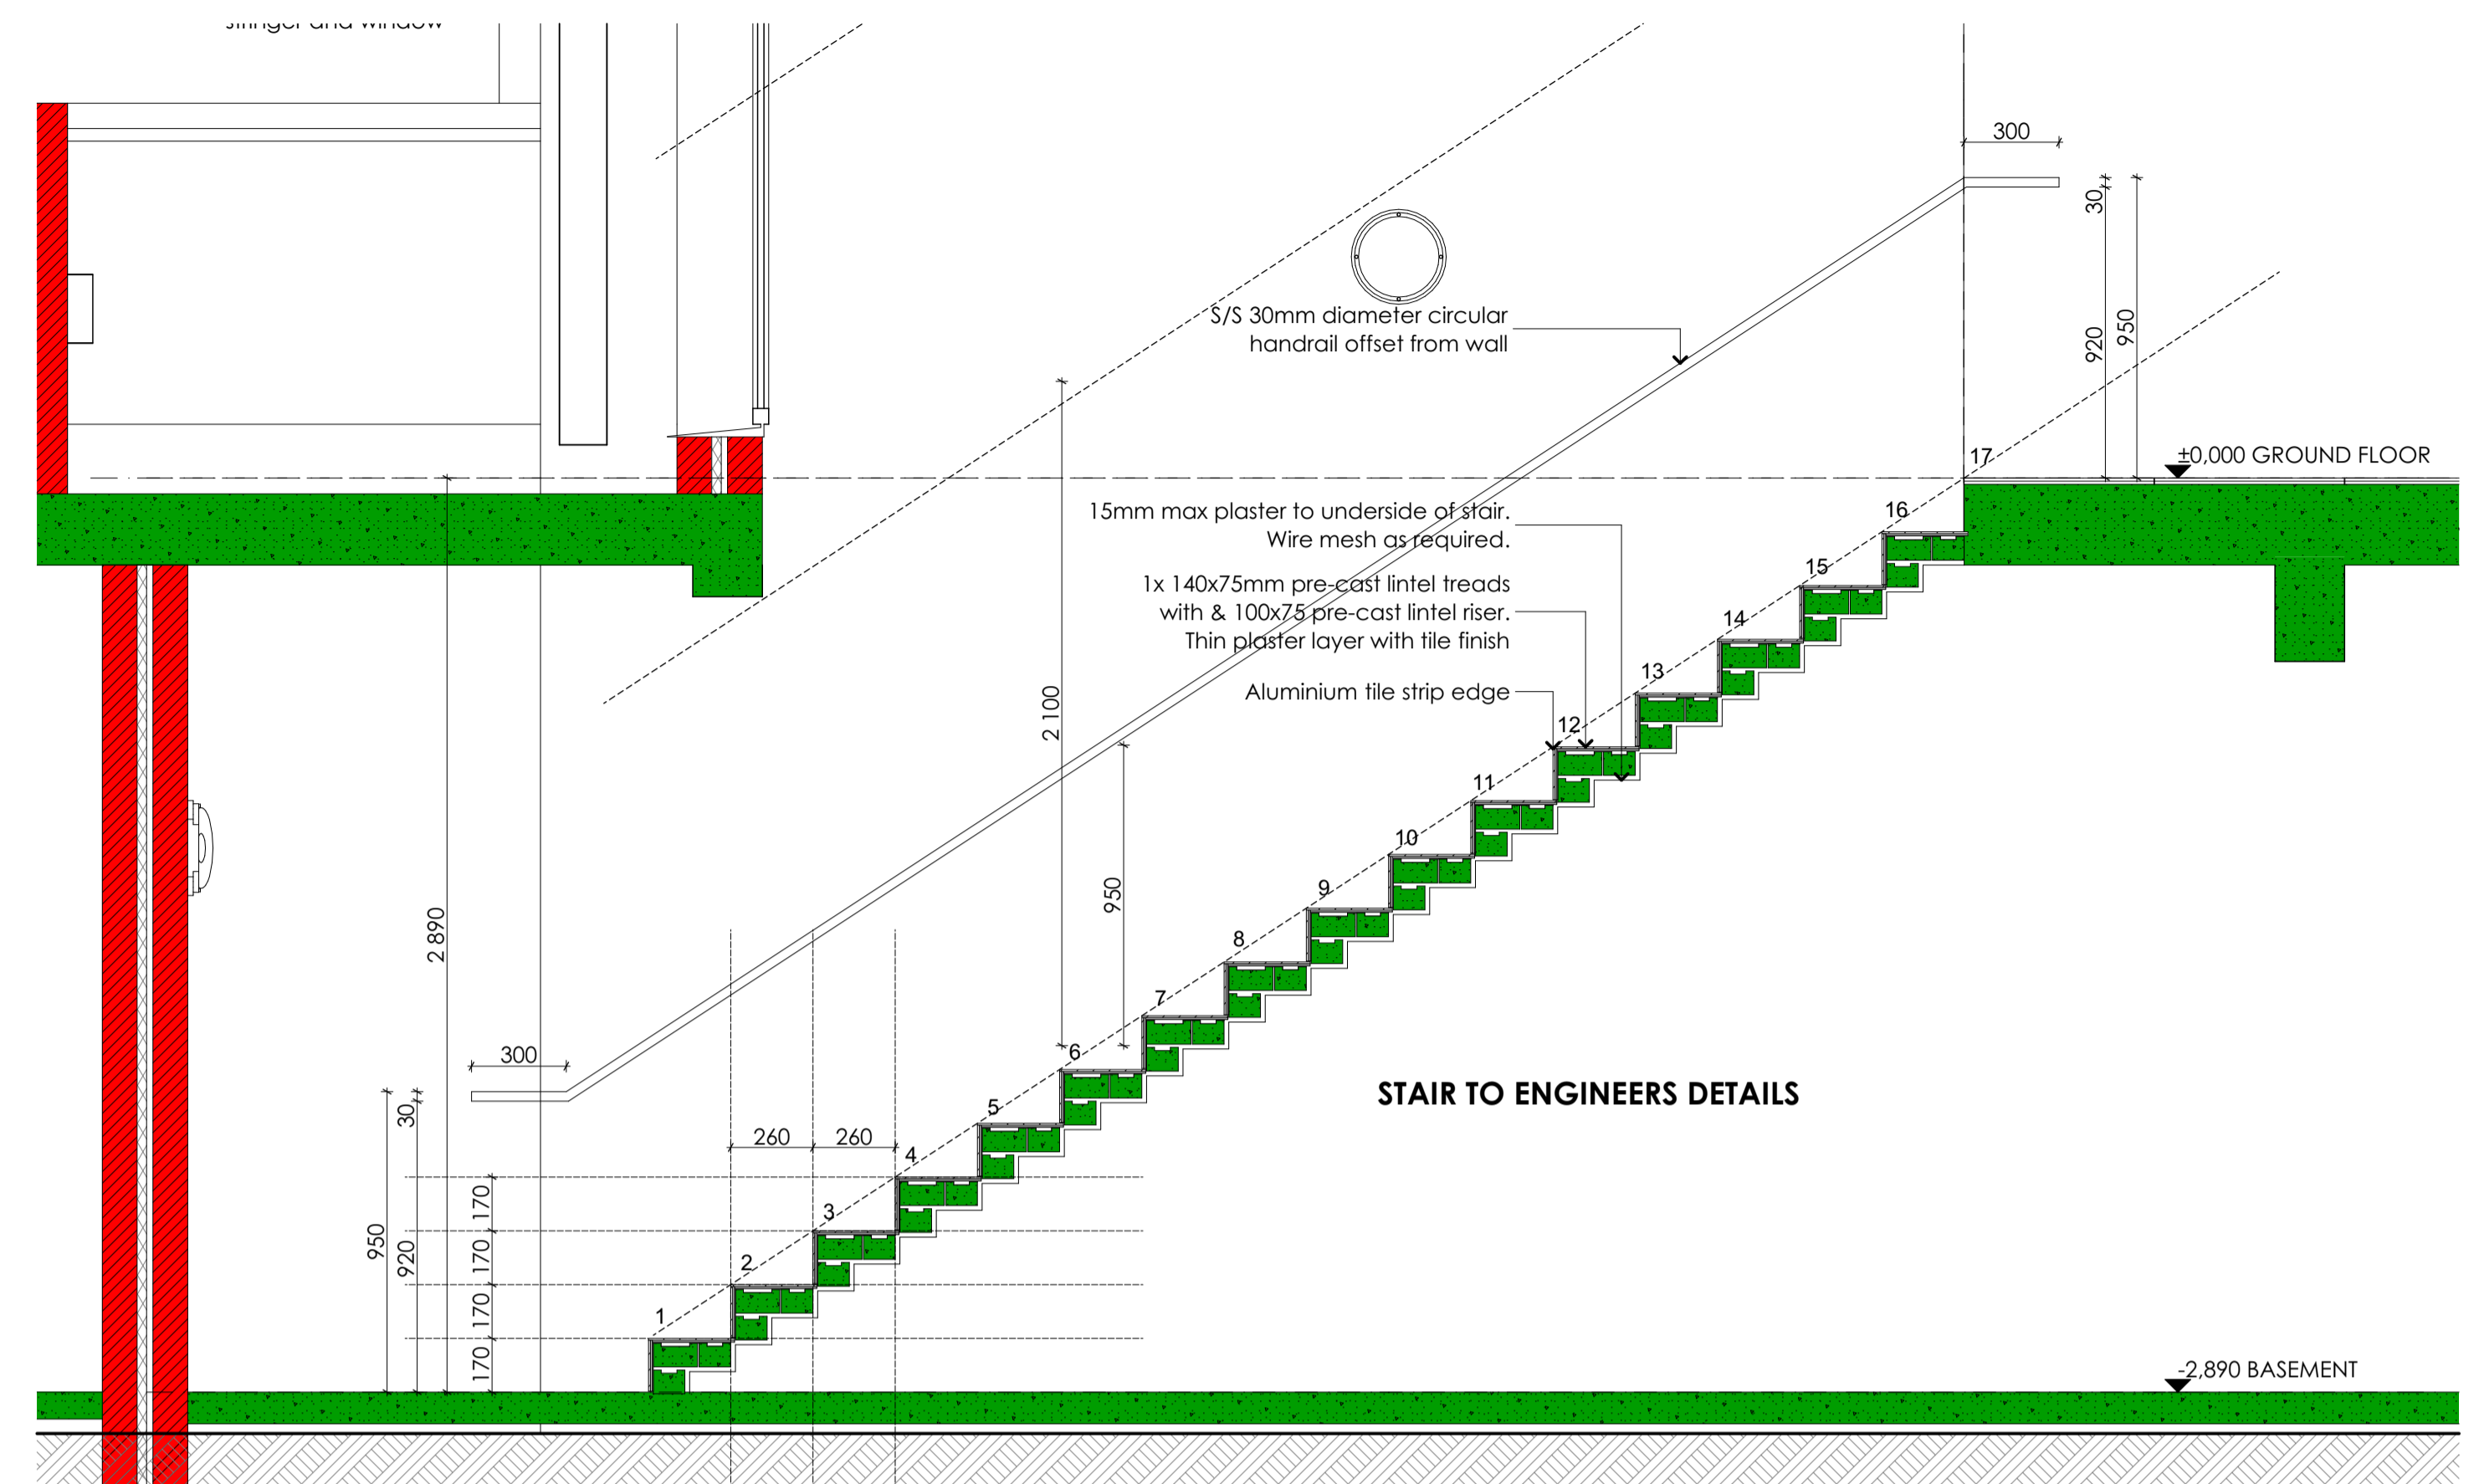 stringer and window
300
30
920
950
S/S 30mm diameter circular
handrail offset from wall
±0,000 GROUND FLOOR
17
16
15mm max plaster to underside of stair.
Wire mesh as required.
15
1x 140x75mm pre-cast lintel treads
with & 100x75 pre-cast lintel riser.
Thin plaster layer with tile finish
14
13
Aluminium tile strip edge
12
2 100
11
10
950
9
2 890
8
7
300
6
STAIR TO ENGINEERS DETAILS
5
30
260
260
4
950
920
170
170
170
170
3
2
1
-2,890 BASEMENT